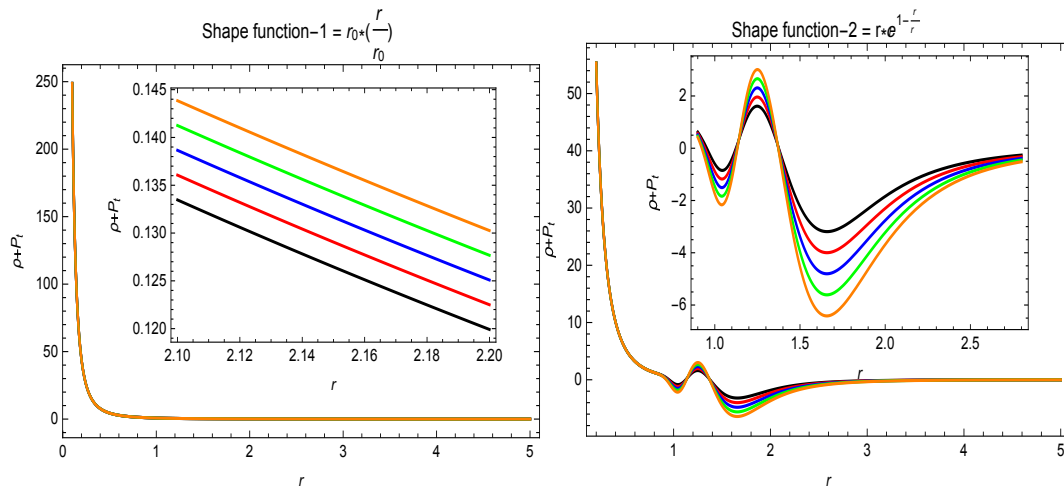 Shape function-1 = r0*(r/r0)
ρ+Pt
250
200
150
100
50
0
0 1 2 3 4 5
r
ρ+Pt
0.145
0.140
0.135
0.130
0.125
0.120
2.10 2.12 2.14 2.16 2.18 2.20
r
Shape function-2 = r*e^1-r/r
ρ+Pt
50
40
30
20
10
0
1 2 3 4 5
r
ρ+Pt
2
0
-2
-4
-6
1.0 1.5 2.0 2.5
r